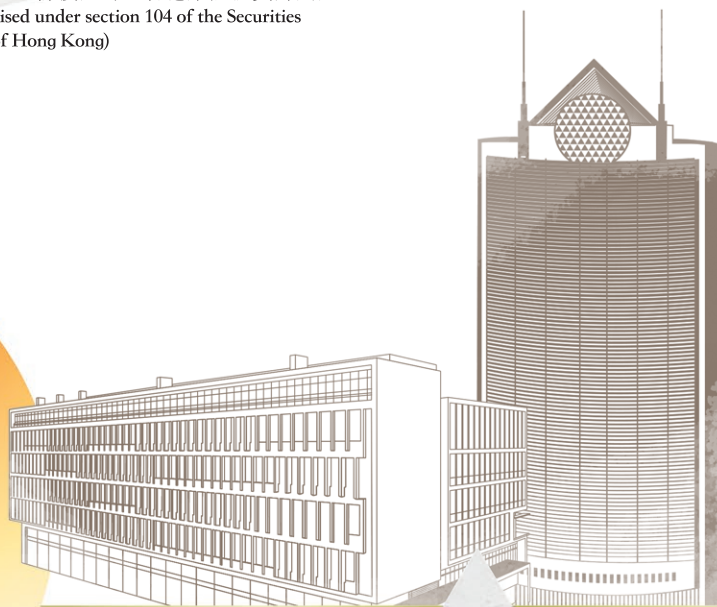 ised under section 104 of the Securities
f Hong Kong)